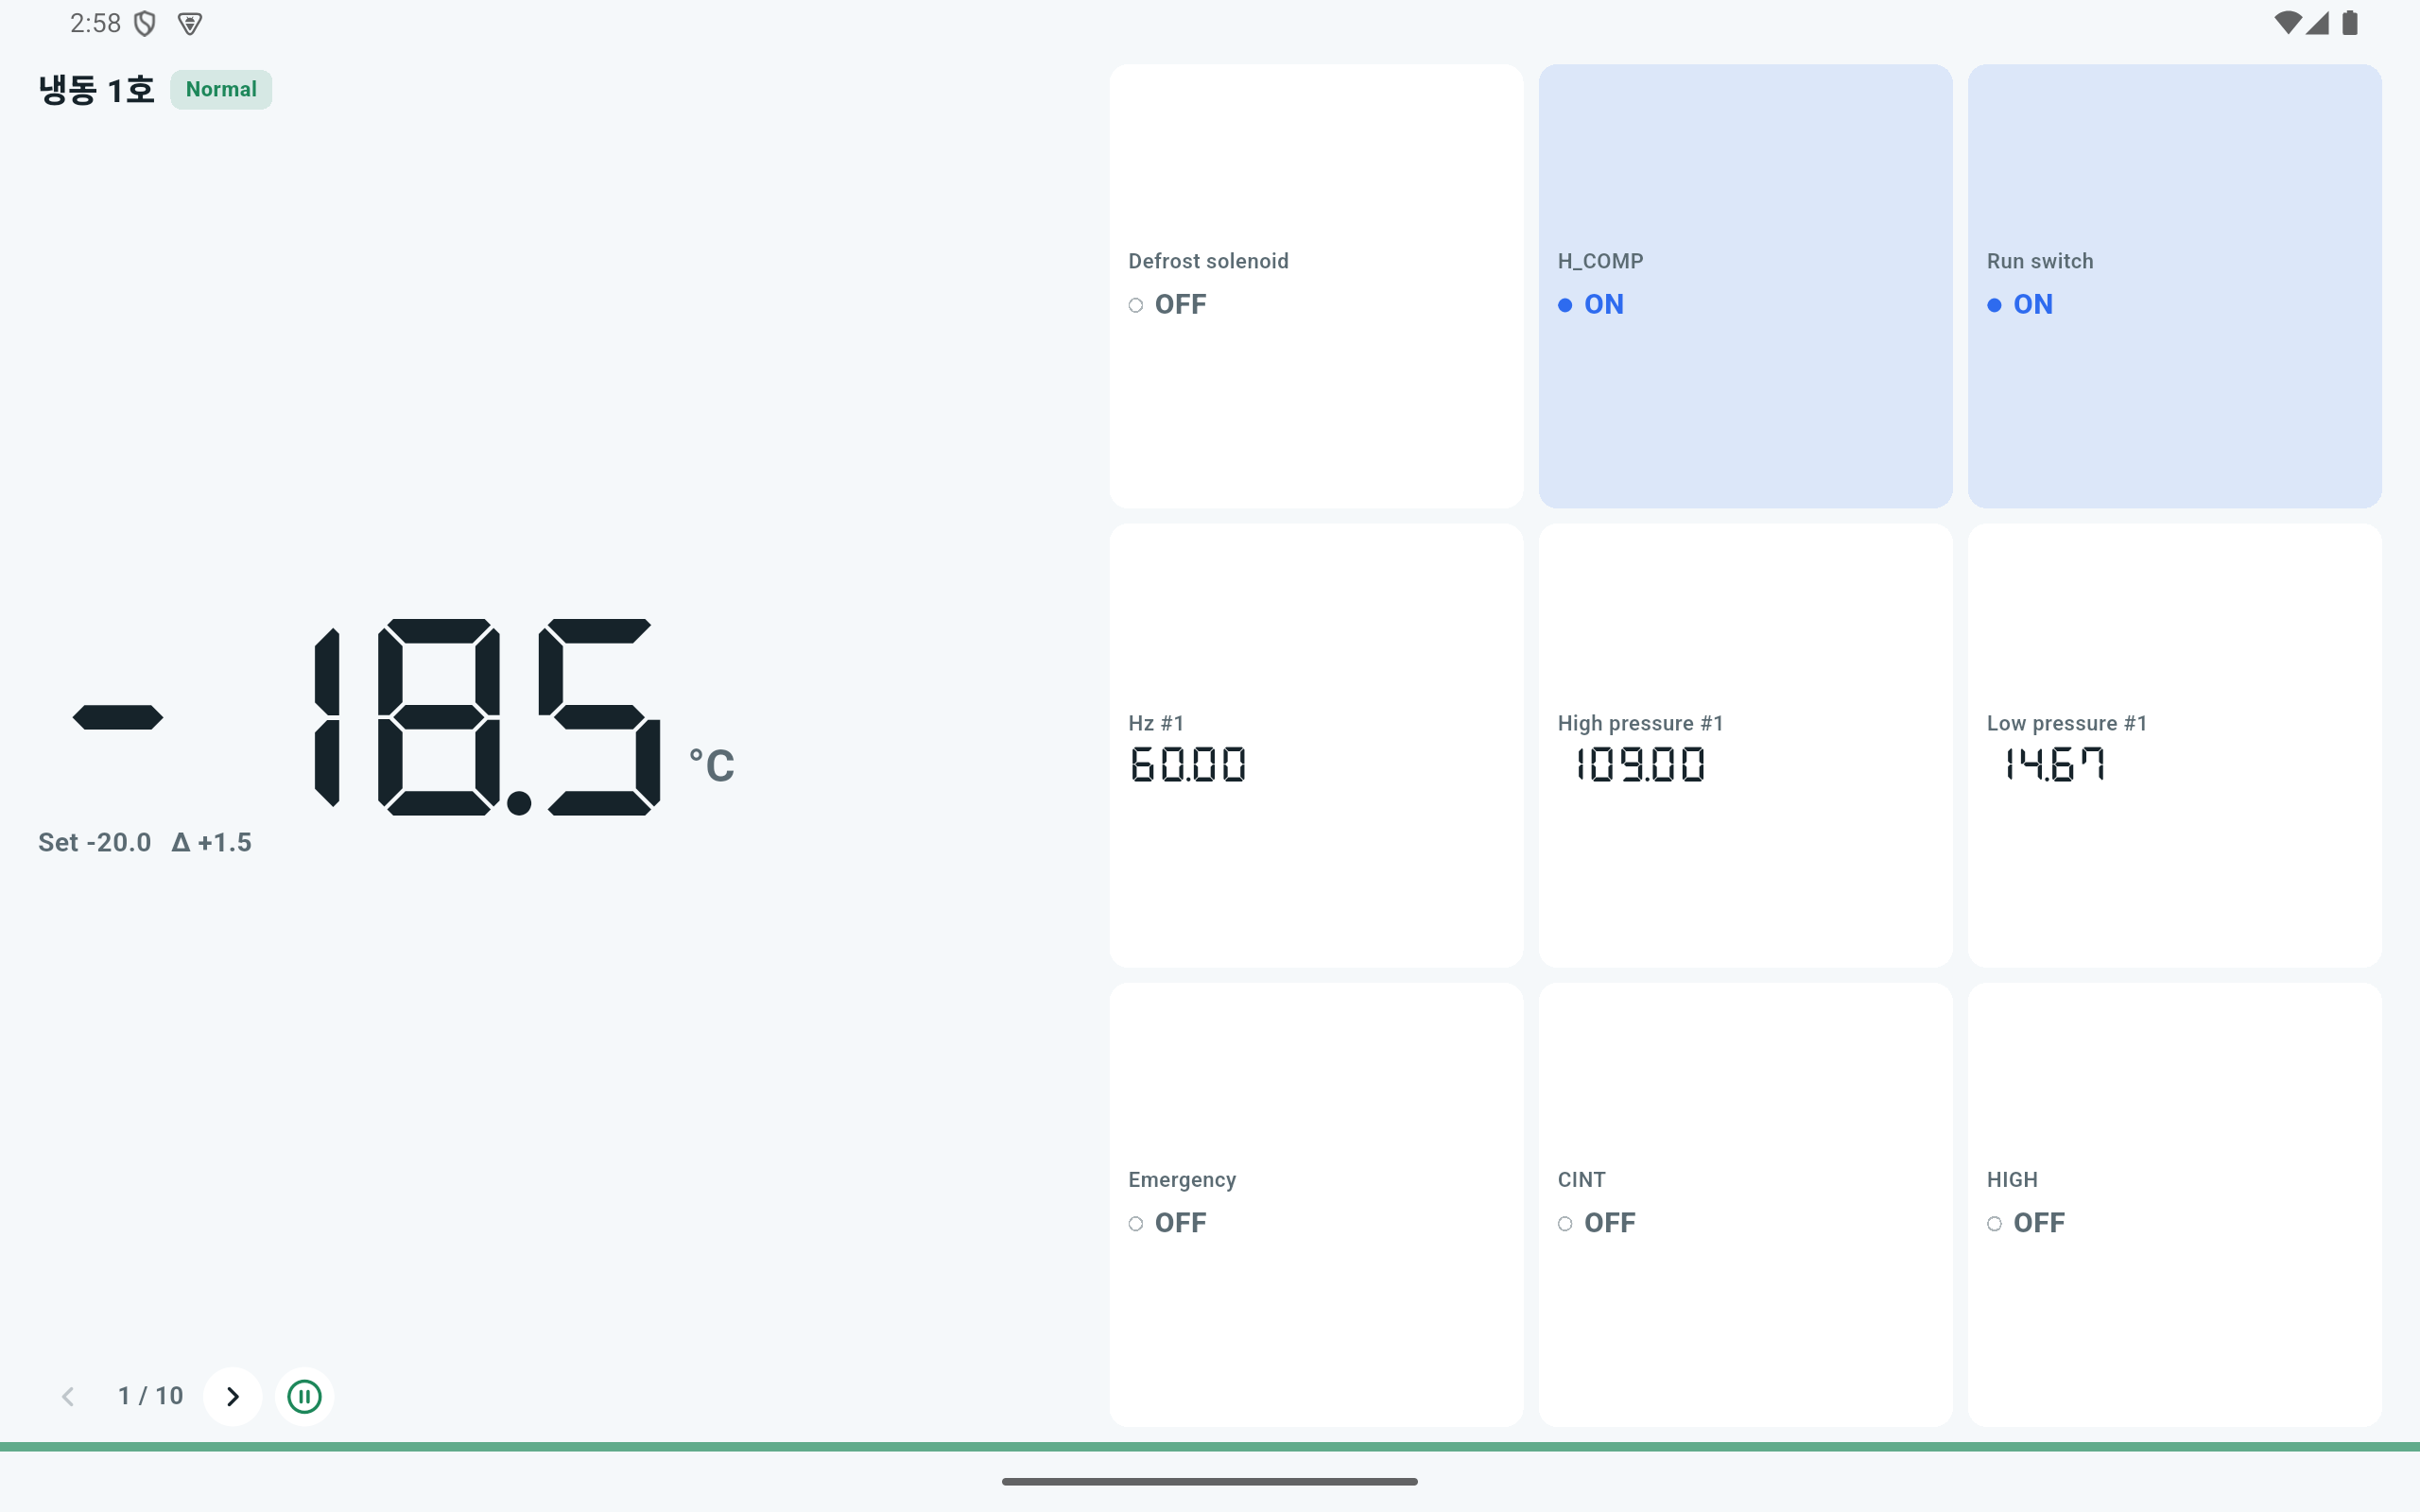 2:58
냉동 1호 Normal
-18.5 °C
Set -20.0 Δ +1.5
1 / 10
Defrost solenoid
OFF
H_COMP
ON
Run switch
ON
Hz #1
60.00
High pressure #1
109.00
Low pressure #1
14.67
Emergency
OFF
CINT
OFF
HIGH
OFF